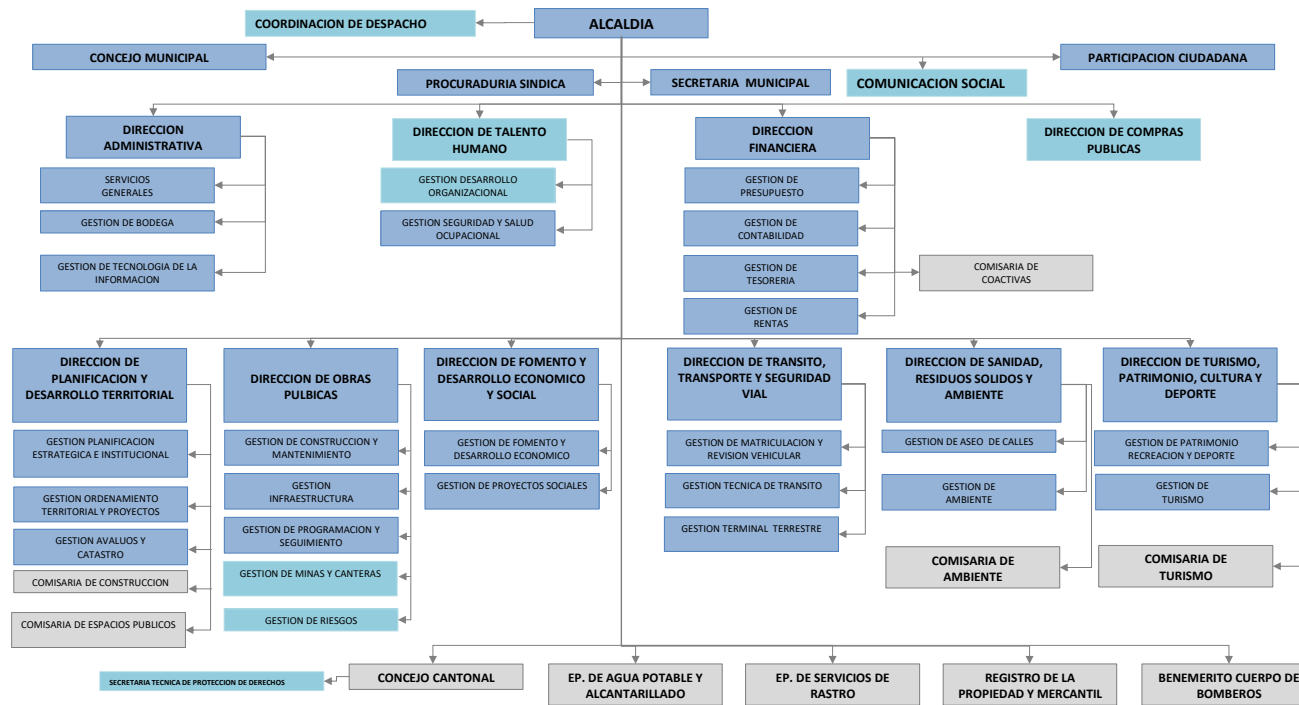 COORDINACION DE DESPACHO
ALCALDIA
CONCEJO MUNICIPAL
PARTICIPACION CIUDADANA
PROCURADURIA SINDICA
SECRETARIA MUNICIPAL
COMUNICACION SOCIAL
DIRECCION
ADMINISTRATIVA
SERVICIOS
GENERALES
GESTION DE BODEGA
GESTION DE TECNOLOGIA DE LA
INFORMACION
DIRECCION DE TALENTO
HUMANO
GESTION DESARROLLO
ORGANIZACIONAL
GESTION SEGURIDAD Y SALUD
OCUPACIONAL
DIRECCION
FINANCIERA
GESTION DE
PRESUPUESTO
GESTION DE
CONTABILIDAD
GESTION DE
TESORERIA
GESTION DE
RENTAS
COMISARIA DE
COACTIVAS
DIRECCION DE COMPRAS
PUBLICAS
DIRECCION DE
PLANIFICACION Y
DESARROLLO TERRITORIAL
GESTION PLANIFICACION
ESTRATEGICA E INSTITUCIONAL
GESTION ORDENAMIENTO
TERRITORIAL Y PROYECTOS
GESTION AVALUOS Y
CATASTRO
COMISARIA DE CONSTRUCCION
COMISARIA DE ESPACIOS PUBLICOS
DIRECCION DE OBRAS
PULBICAS
GESTION DE CONSTRUCCION Y
MANTENIMIENTO
GESTION
INFRAESTRUCTURA
GESTION DE PROGRAMACION Y
SEGUIMIENTO
GESTION DE MINAS Y CANTERAS
GESTION DE RIESGOS
DIRECCION DE FOMENTO Y
DESARROLLO ECONOMICO
Y SOCIAL
GESTION DE FOMENTO Y
DESARROLLO ECONOMICO
GESTION DE PROYECTOS SOCIALES
DIRECCION DE TRANSITO,
TRANSPORTE Y SEGURIDAD
VIAL
GESTION DE MATRICULACION Y
REVISION VEHICULAR
GESTION TECNICA DE TRANSITO
GESTION TERMINAL TERRESTRE
DIRECCION DE SANIDAD,
RESIDUOS SOLIDOS Y
AMBIENTE
GESTION DE ASEO DE CALLES
GESTION DE
AMBIENTE
COMISARIA DE
AMBIENTE
DIRECCION DE TURISMO,
PATRIMONIO, CULTURA Y
DEPORTE
GESTION DE PATRIMONIO
RECREACION Y DEPORTE
GESTION DE
TURISMO
COMISARIA DE
TURISMO
SECRETARIA TECNICA DE PROTECCION DE DERECHOS
CONCEJO CANTONAL
EP. DE AGUA POTABLE Y
ALCANTARILLADO
EP. DE SERVICIOS DE
RASTRO
REGISTRO DE LA
PROPIEDAD Y MERCANTIL
BENEMERITO CUERPO DE
BOMBEROS